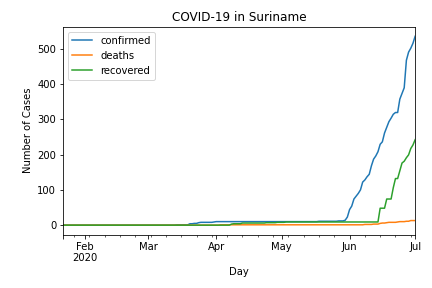 COVID-19 in Suriname
confirmed
deaths
recovered
Number of Cases
500
400
300
200
100
0
Feb
2020
Mar
Apr
May
Jun
Jul
Day